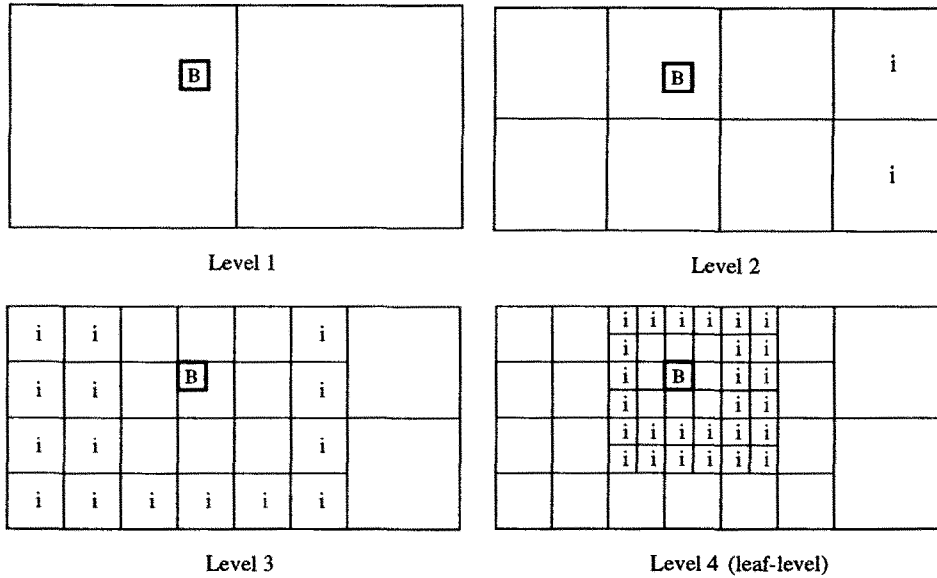 B
Level 1
i
B
i
Level 2
i i i
i i B i
i i i
i i i i i i
Level 3
i i i i i i
i i i
i B i i
i i i
i i i i i i
i i i i i i
Level 4 (leaf-level)